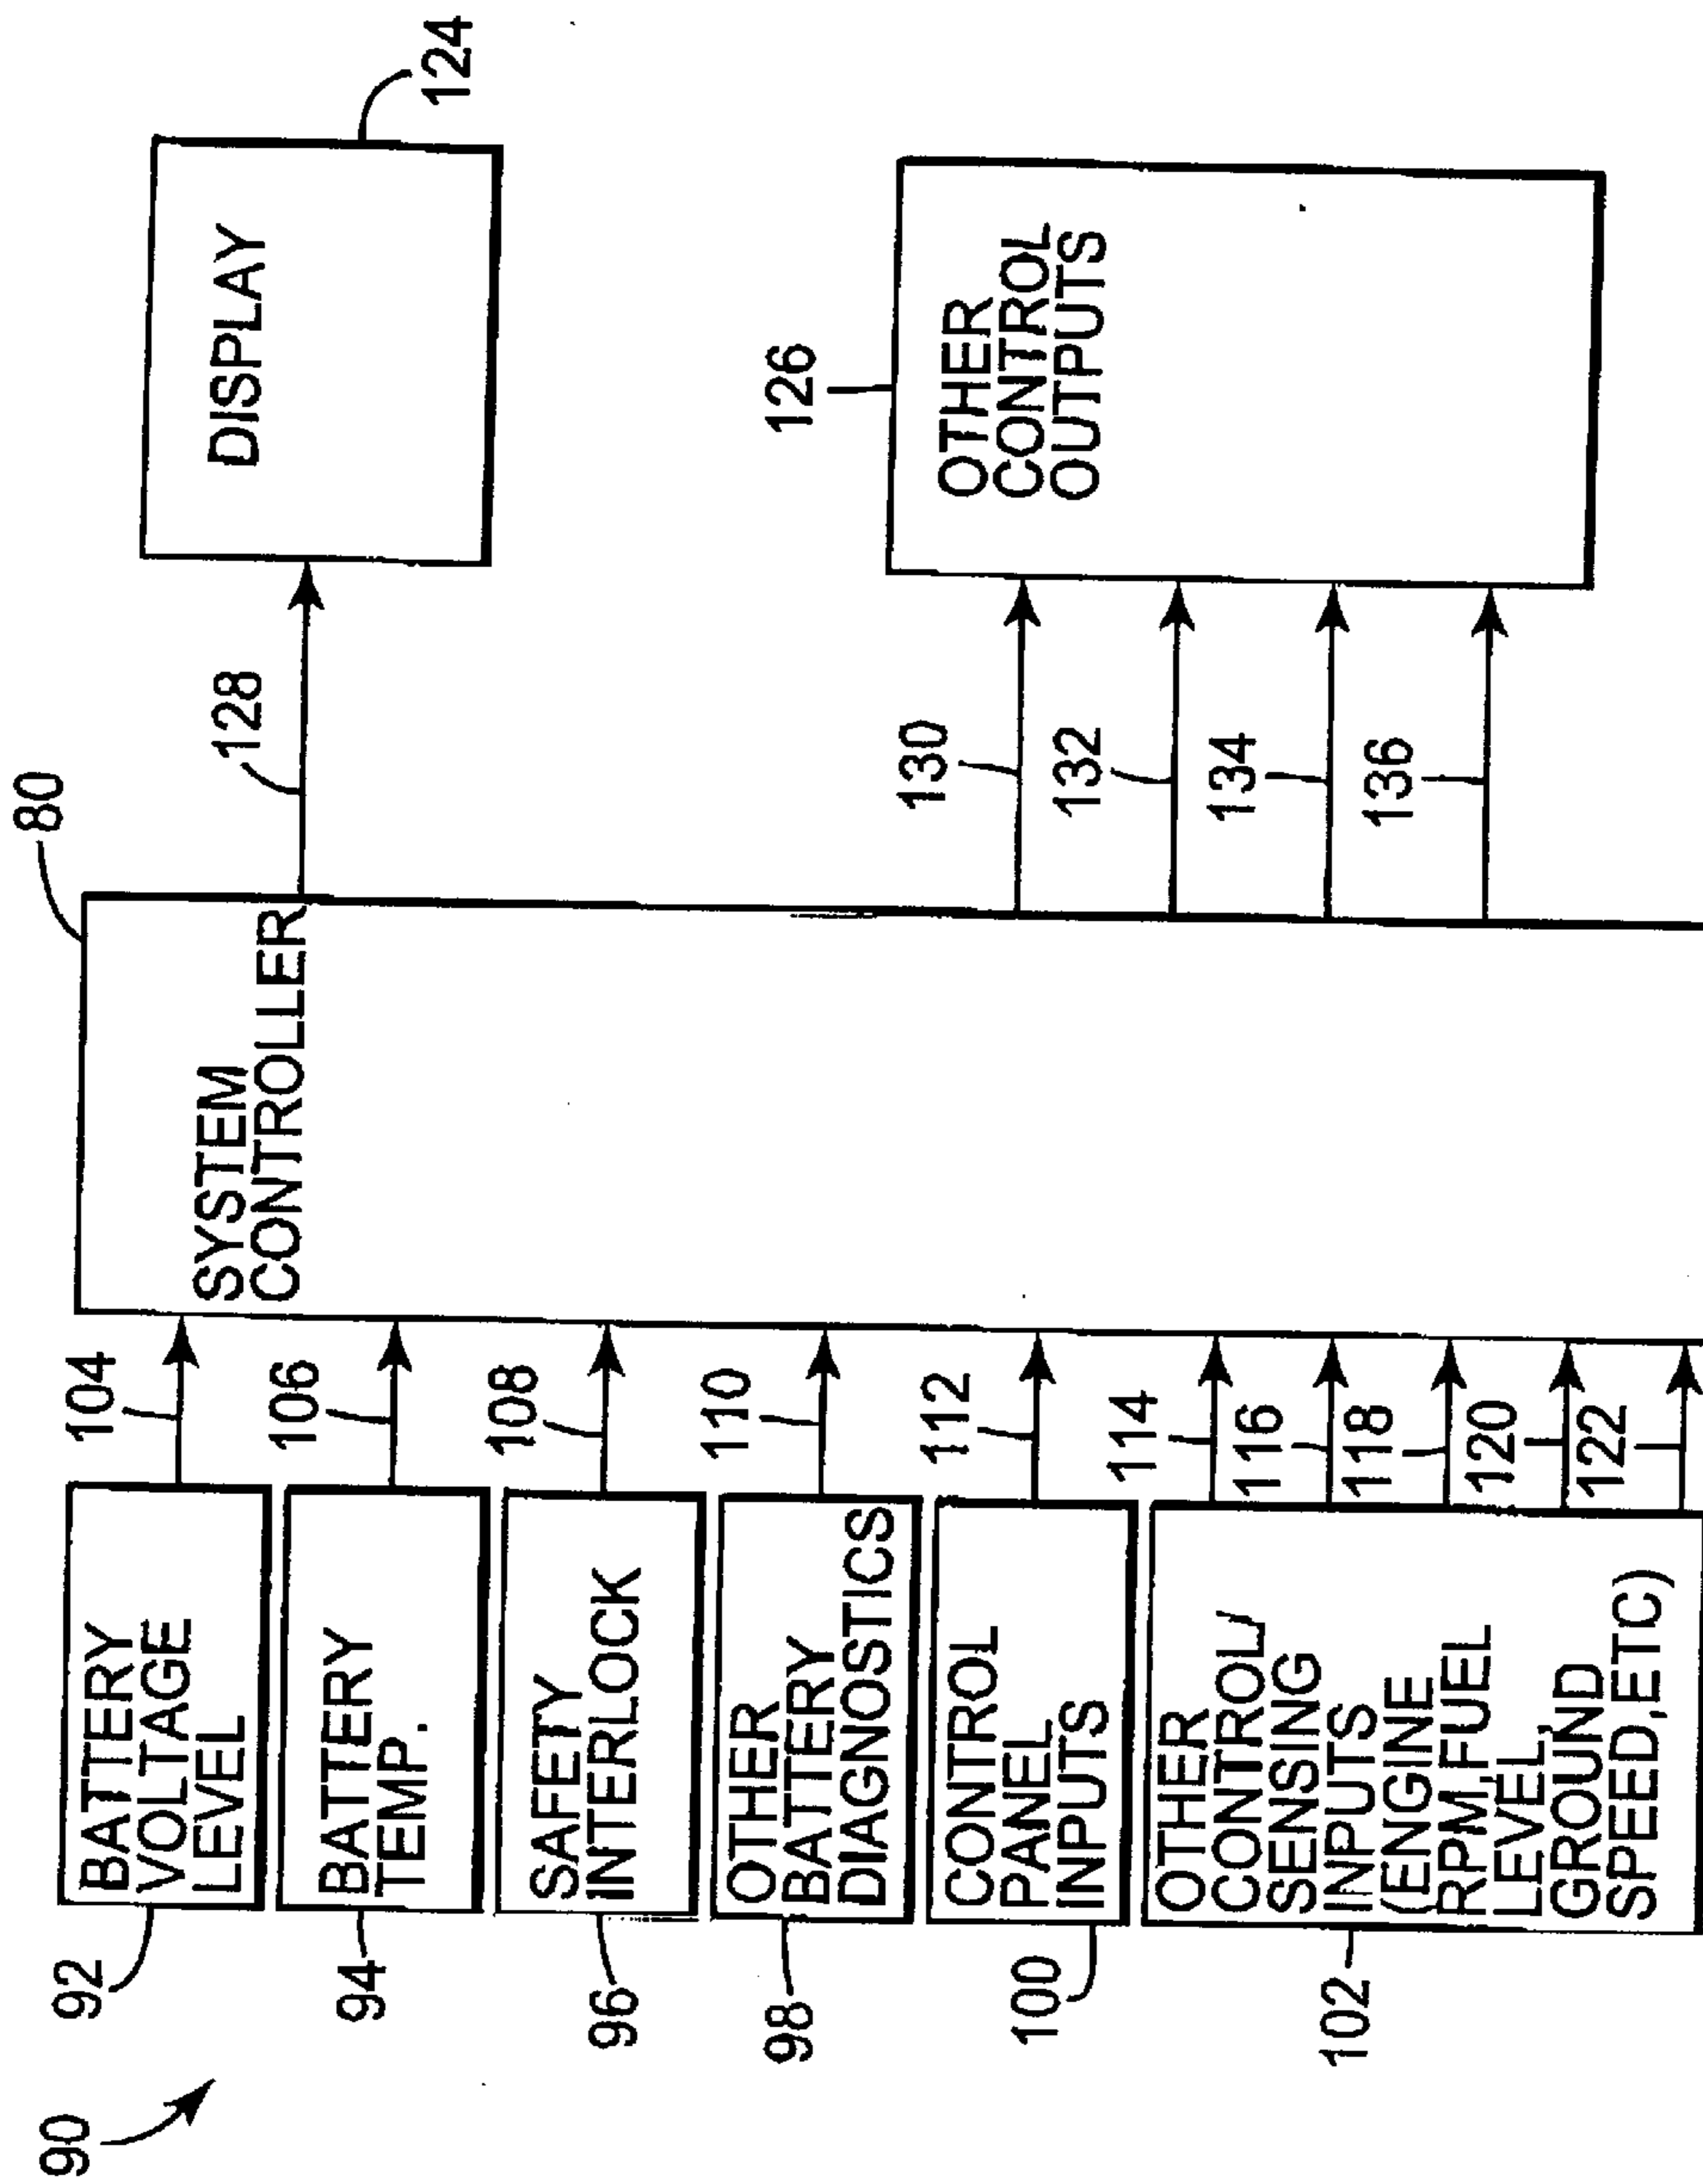 90
92
BATTERY
VOLTAGE
LEVEL
104
94
BATTERY
TEMP.
106
96
SAFETY
INTERLOCK
108
98
OTHER
BATTERY
DIAGNOSTICS
110
100
CONTROL
PANEL
INPUTS
112
102
OTHER
CONTROL/
SENSING
INPUTS
(ENGINE
RPM,FUEL
LEVEL,
GROUND
SPEED,ETC)
114
116
118
120
122
80
SYSTEM
CONTROLLER
128
DISPLAY
124
126
OTHER
CONTROL
OUTPUTS
130
132
134
136